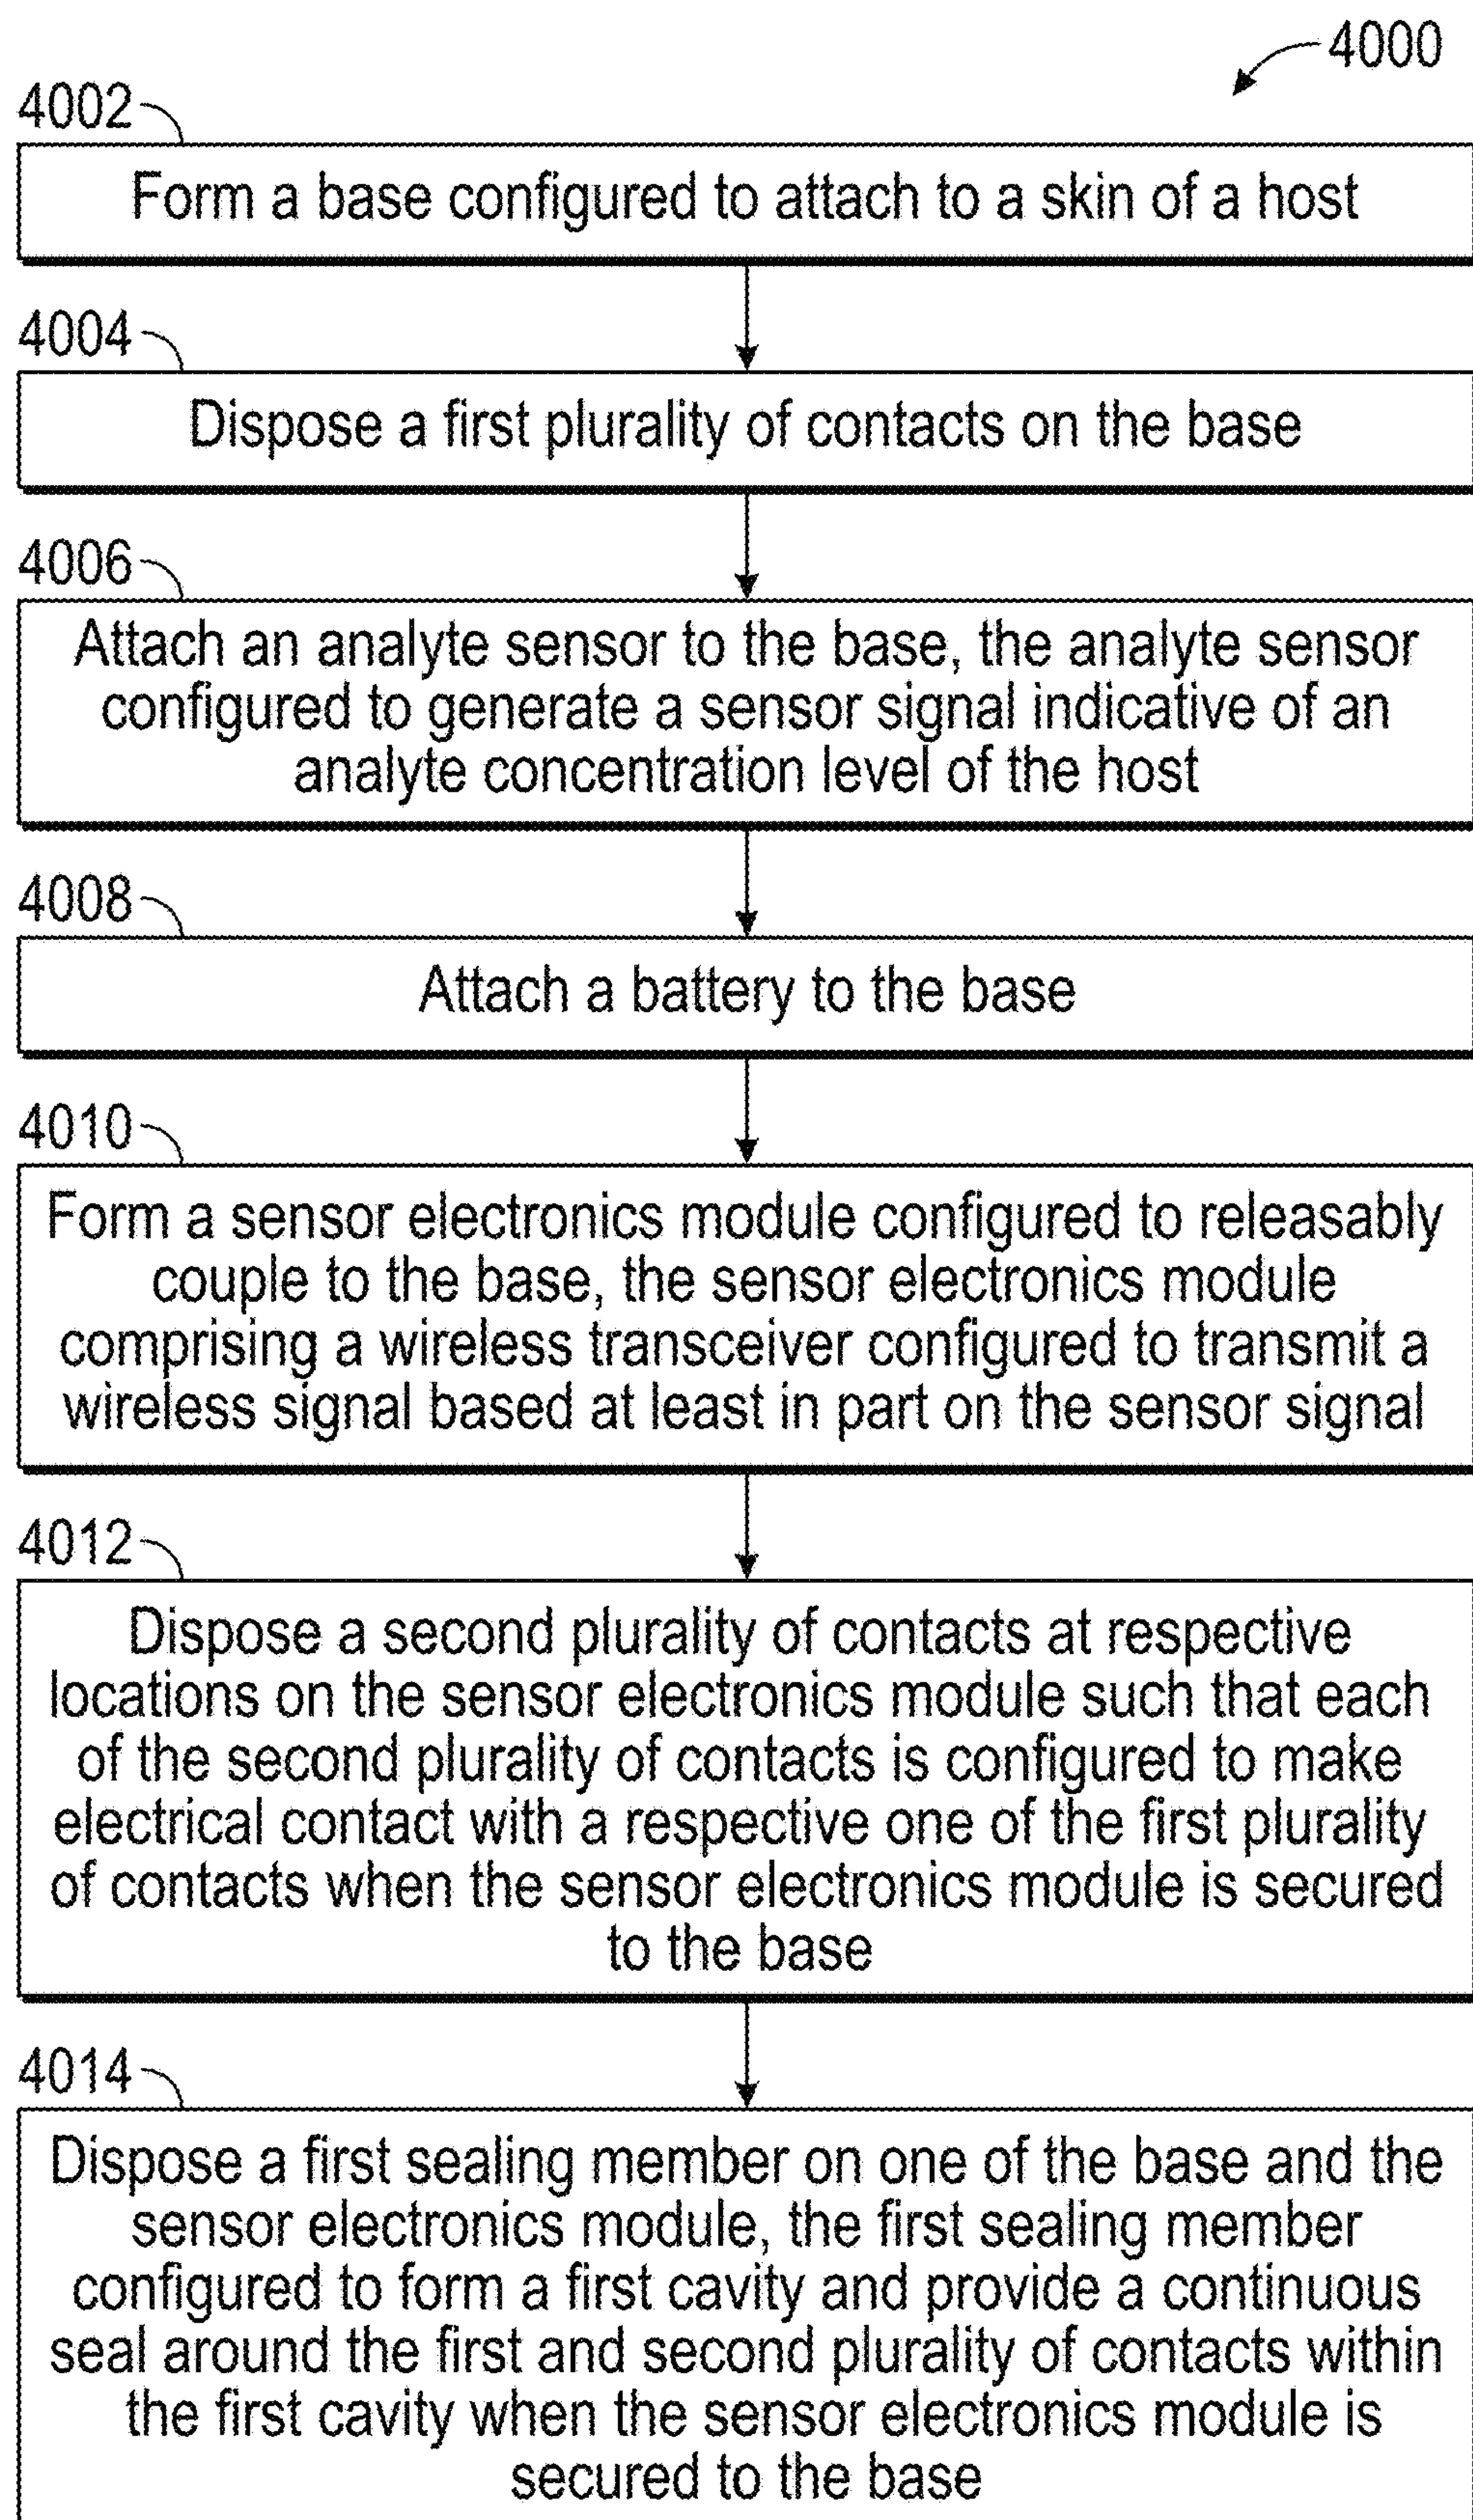 4000
4002
Form a base configured to attach to a skin of a host
4004
Dispose a first plurality of contacts on the base
4006
Attach an analyte sensor to the base, the analyte sensor
configured to generate a sensor signal indicative of an
analyte concentration level of the host
4008
Attach a battery to the base
4010
Form a sensor electronics module configured to releasably
couple to the base, the sensor electronics module
comprising a wireless transceiver configured to transmit a
wireless signal based at least in part on the sensor signal
4012
Dispose a second plurality of contacts at respective
locations on the sensor electronics module such that each
of the second plurality of contacts is configured to make
electrical contact with a respective one of the first plurality
of contacts when the sensor electronics module is secured
to the base
4014
Dispose a first sealing member on one of the base and the
sensor electronics module, the first sealing member
configured to form a first cavity and provide a continuous
seal around the first and second plurality of contacts within
the first cavity when the sensor electronics module is
secured to the base